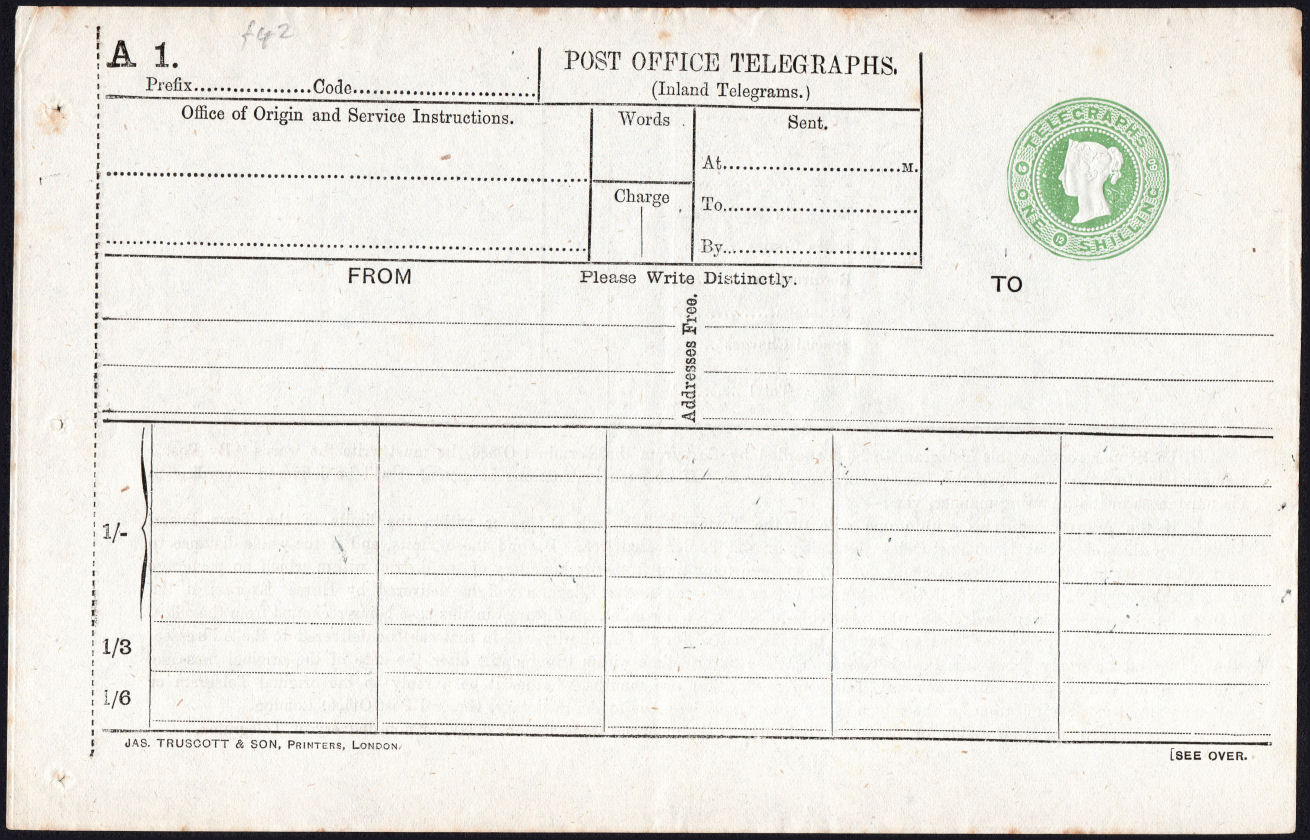 f42
A 1.
POST OFFICE TELEGRAPHS.
(Inland Telegrams.)
Prefix..................Code............................
Office of Origin and Service Instructions.
Words
Sent.
At............................M.
Charge
To..............................
By..............................
TELEGRAPHS
ONE SHILLING
12
FROM
Please Write Distinctly.
TO
Addresses Free.
1/-
1/3
1/6
JAS. TRUSCOTT & SON, PRINTERS, LONDON.
[SEE OVER.